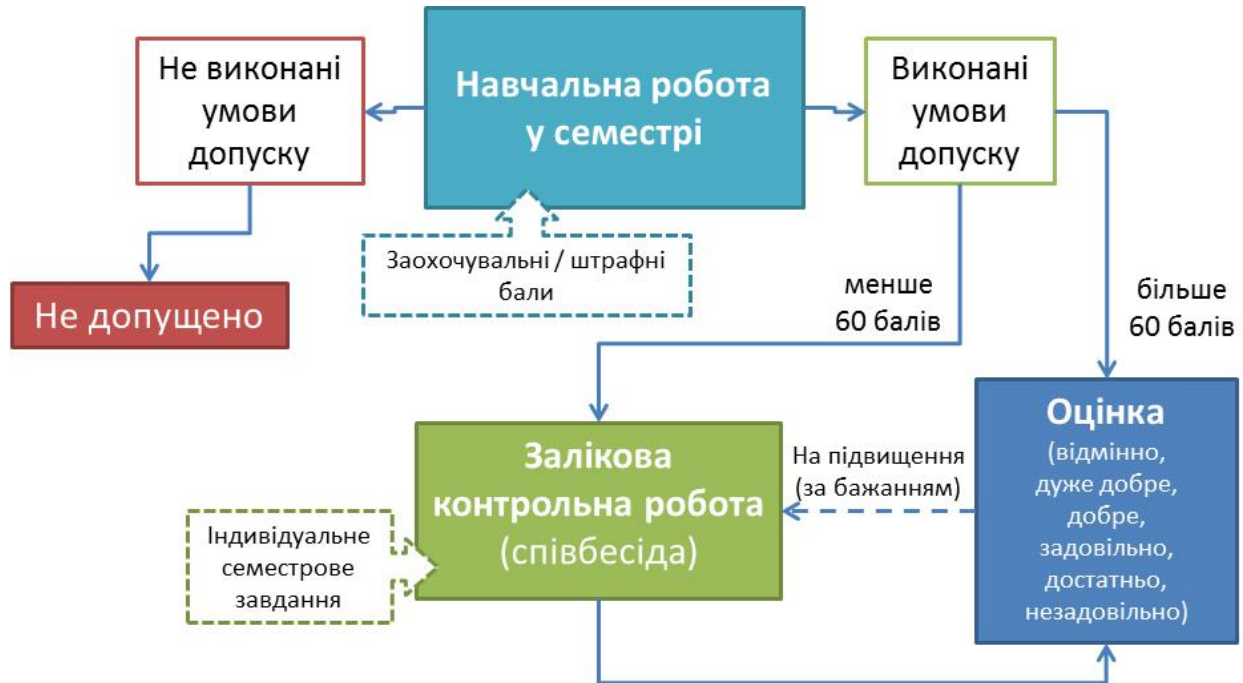 Не виконані
умови
допуску
Навчальна робота
у семестрі
Виконані
умови
допуску
Заохочувальні / штрафні
бали
Не допущено
менше
60 балів
більше
60 балів
Залікова
контрольна робота
(співбесіда)
На підвищення
(за бажанням)
Оцінка
(відмінно,
дуже добре,
добре,
задовільно,
достатньо,
незадовільно)
Індивідуальне
семестрове
завдання